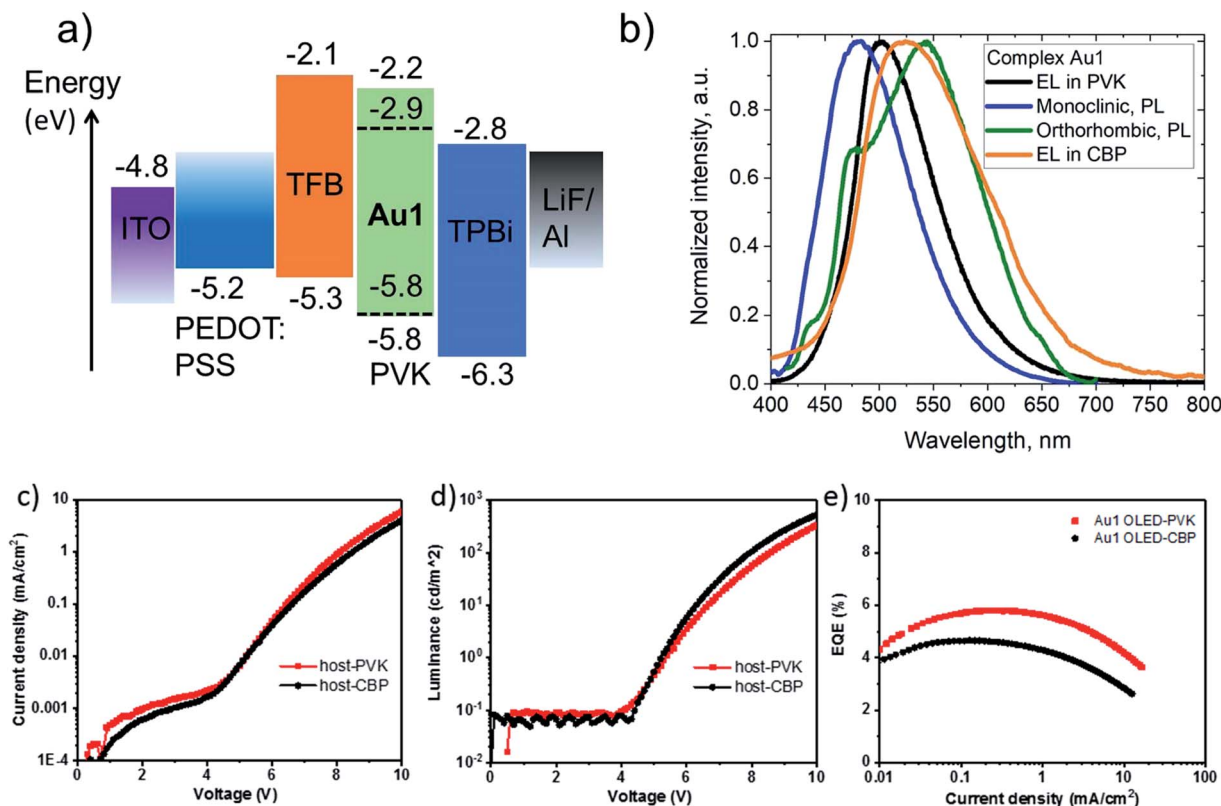 a)
Energy
(eV)
-4.8
ITO
-5.2
PEDOT:
PSS
-2.1
TFB
-5.3
-2.2
-2.9
Au1
-5.8
-5.8
PVK
-2.8
TPBi
-6.3
LiF/
Al
b)
Normalized intensity, a.u.
1.0
0.8
0.6
0.4
0.2
0.0
400 450 500 550 600 650 700 750 800
Wavelength, nm
Complex Au1
EL in PVK
Monoclinic, PL
Orthorhombic, PL
EL in CBP
c)
Current density (mA/cm²)
10
1
0.1
0.01
0.001
1E-4
0 2 4 6 8 10
Voltage (V)
host-PVK
host-CBP
d)
Luminance (cd/m^2)
10³
10²
10¹
10⁰
10⁻¹
10⁻²
0 2 4 6 8 10
Voltage (V)
host-PVK
host-CBP
e)
EQE (%)
10
8
6
4
2
0
0.01 0.1 1 10 100
Current density (mA/cm²)
Au1 OLED-PVK
Au1 OLED-CBP